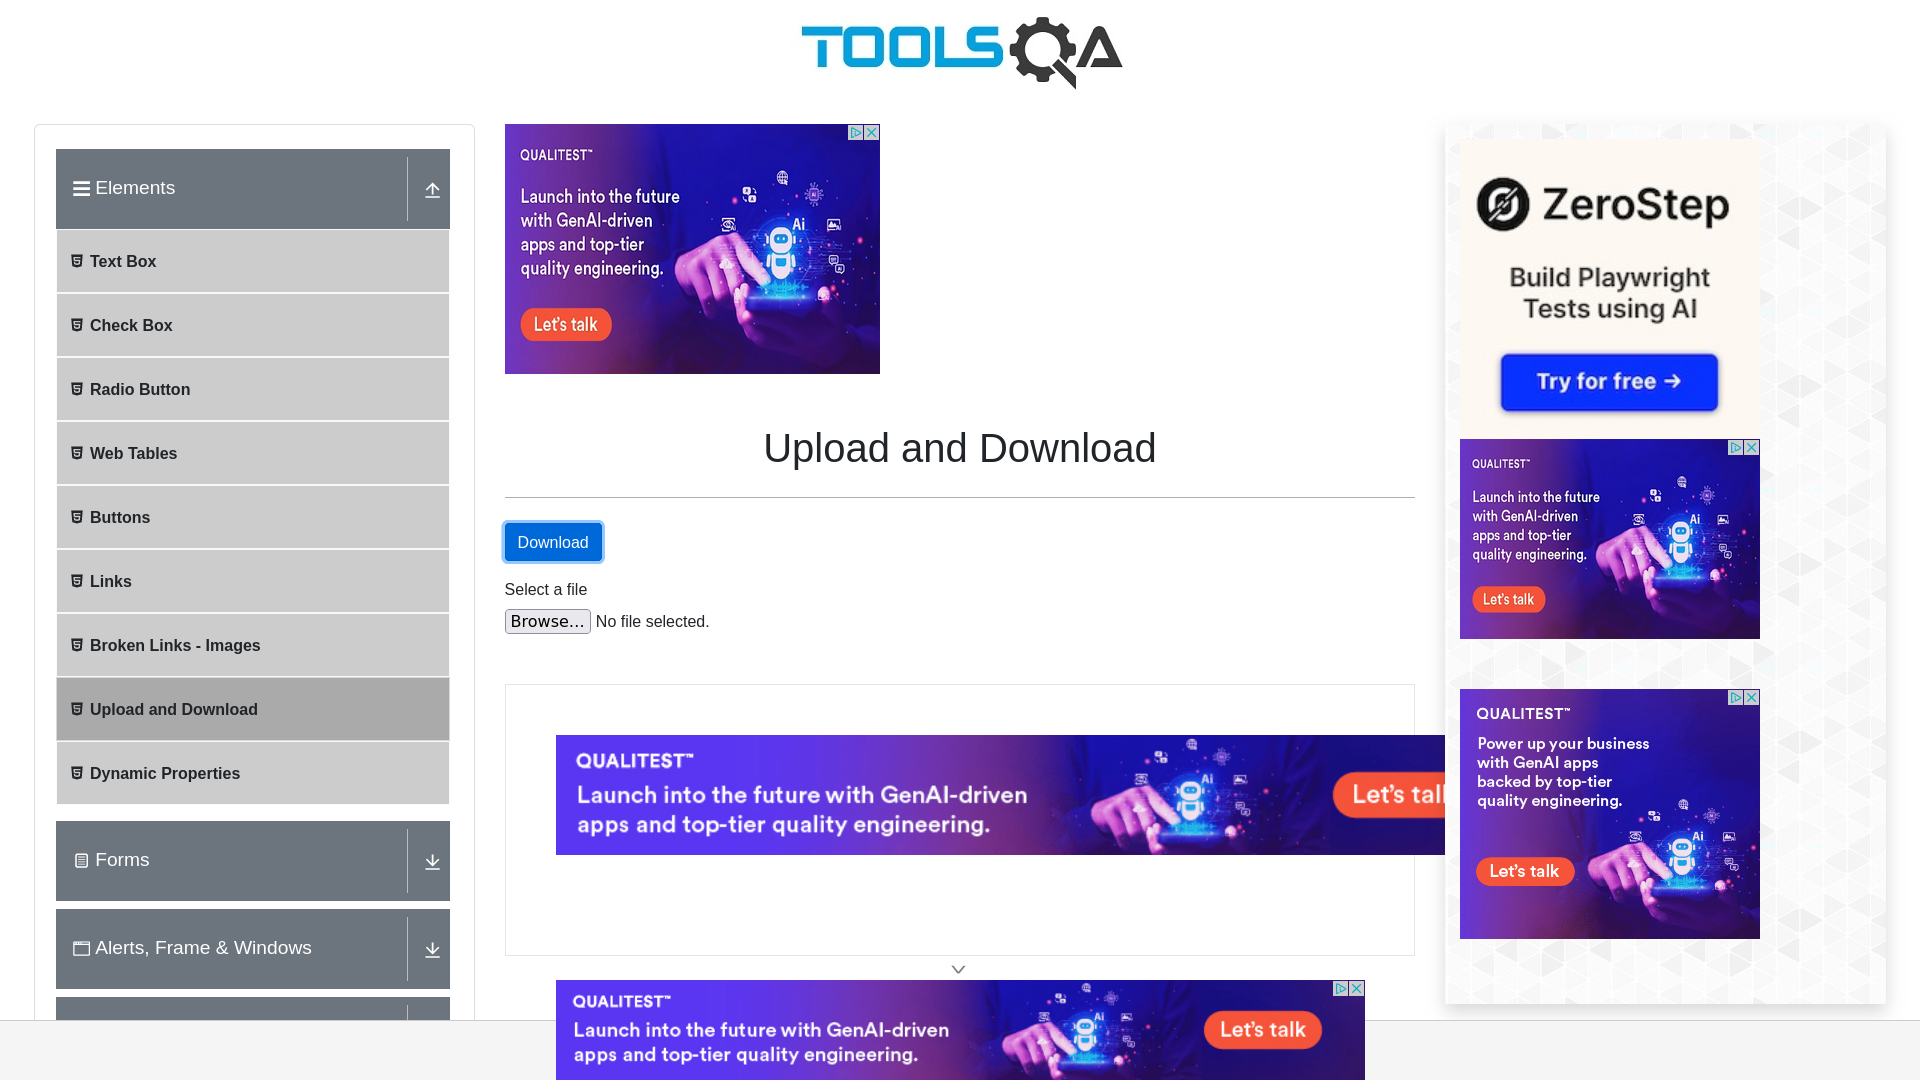 TOOLSQA
Elements
Text Box
Check Box
Radio Button
Web Tables
Buttons
Links
Broken Links - Images
Upload and Download
Dynamic Properties
Forms
Alerts, Frame & Windows
QUALITEST™
Launch into the future
with GenAI-driven
apps and top-tier
quality engineering.
Let's talk
Ai
Upload and Download
Download
Select a file
Browse... No file selected.
QUALITEST™
Launch into the future with GenAI-driven
apps and top-tier quality engineering.
Ai
Let's tal
QUALITEST™
Launch into the future with GenAI-driven
apps and top-tier quality engineering.
Ai
Let's talk
ZeroStep
Build Playwright
Tests using AI
Try for free →
QUALITEST™
Launch into the future
with GenAI-driven
apps and top-tier
quality engineering.
Ai
Let's talk
QUALITEST™
Power up your business
with GenAI apps
backed by top-tier
quality engineering.
Ai
Let's talk